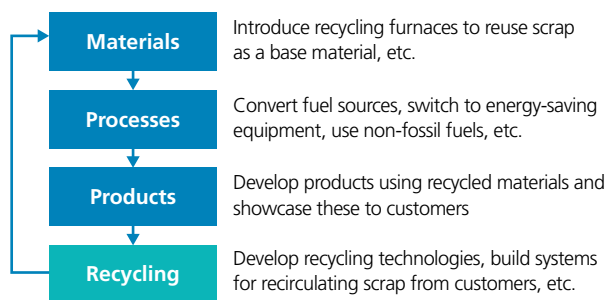 Materials
Introduce recycling furnaces to reuse scrap
as a base material, etc.
Processes
Convert fuel sources, switch to energy-saving
equipment, use non-fossil fuels, etc.
Products
Develop products using recycled materials and
showcase these to customers
Recycling
Develop recycling technologies, build systems
for recirculating scrap from customers, etc.